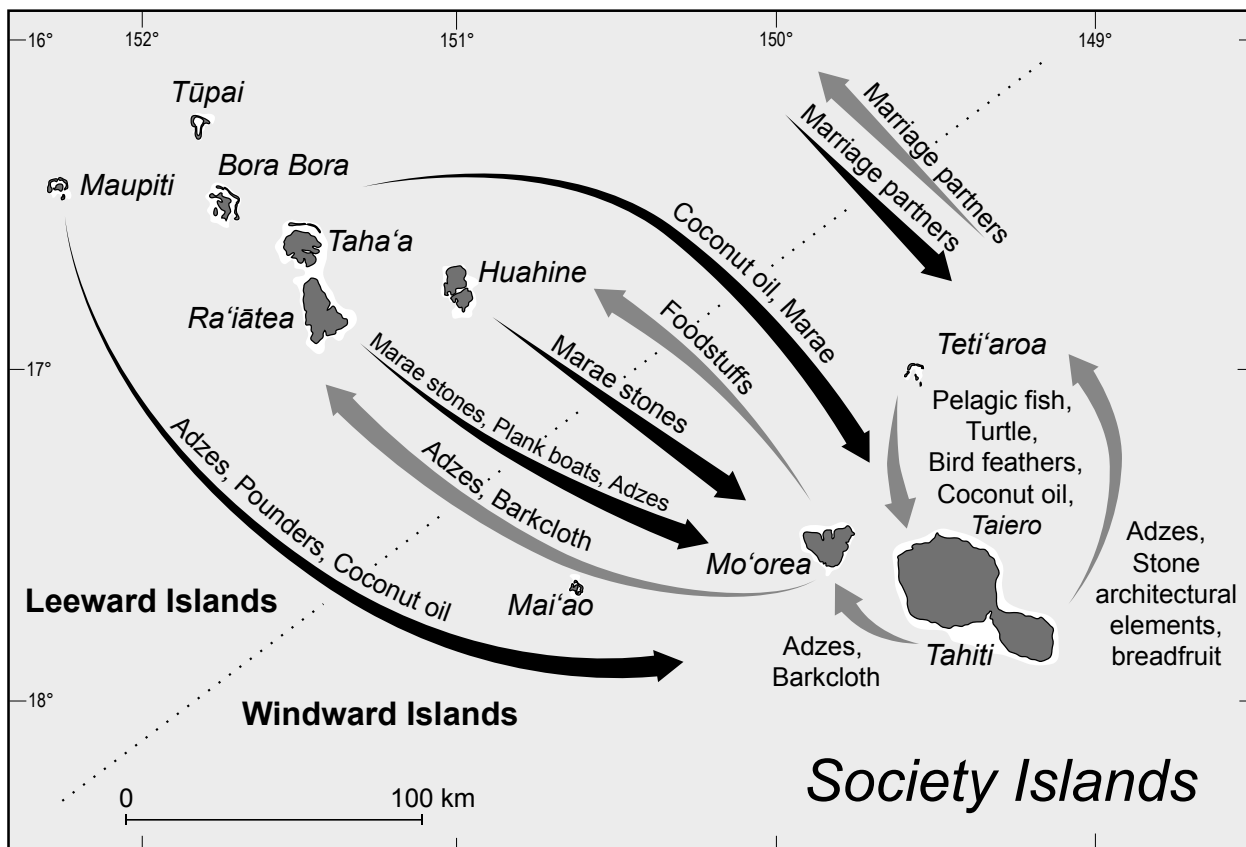 16°
152°
151°
150°
149°
Tūpai
Maupiti
Bora Bora
Taha‘a
Huahine
Ra‘iātea
Marriage partners
Marriage partners
Coconut oil, Marae
Foodstuffs
Marae stones
Marae stones, Plank boats, Adzes
Adzes, Barkcloth
Adzes, Pounders, Coconut oil
17°
Teti‘aroa
Pelagic fish,
Turtle,
Bird feathers,
Coconut oil,
Taiero
Adzes,
Stone
architectural
elements,
breadfruit
Mo‘orea
Mai‘ao
Tahiti
Adzes,
Barkcloth
Leeward Islands
Windward Islands
18°
0
100 km
Society Islands